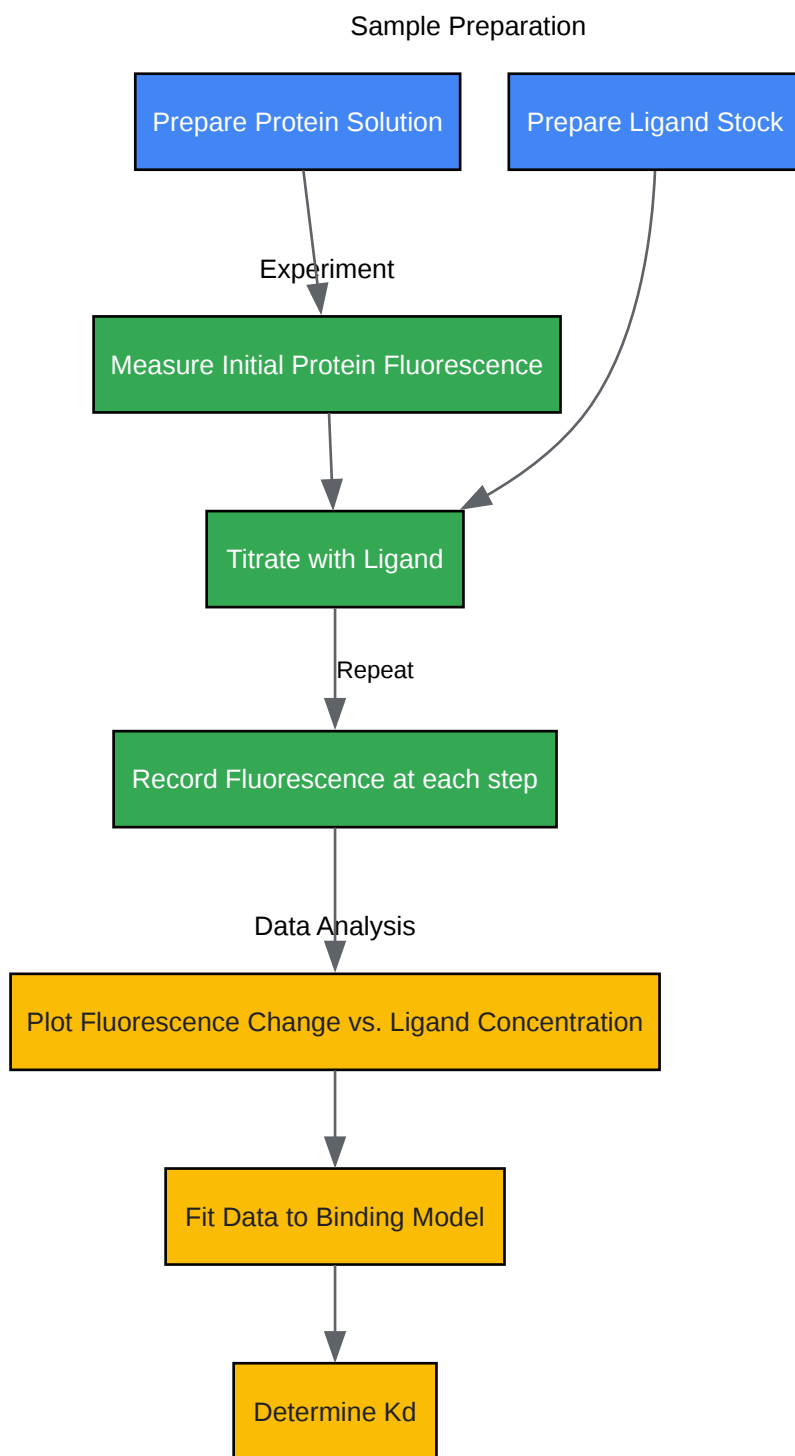 Sample Preparation
Prepare Protein Solution
Prepare Ligand Stock
Experiment
Measure Initial Protein Fluorescence
Titrate with Ligand
Repeat
Record Fluorescence at each step
Data Analysis
Plot Fluorescence Change vs. Ligand Concentration
Fit Data to Binding Model
Determine Kd